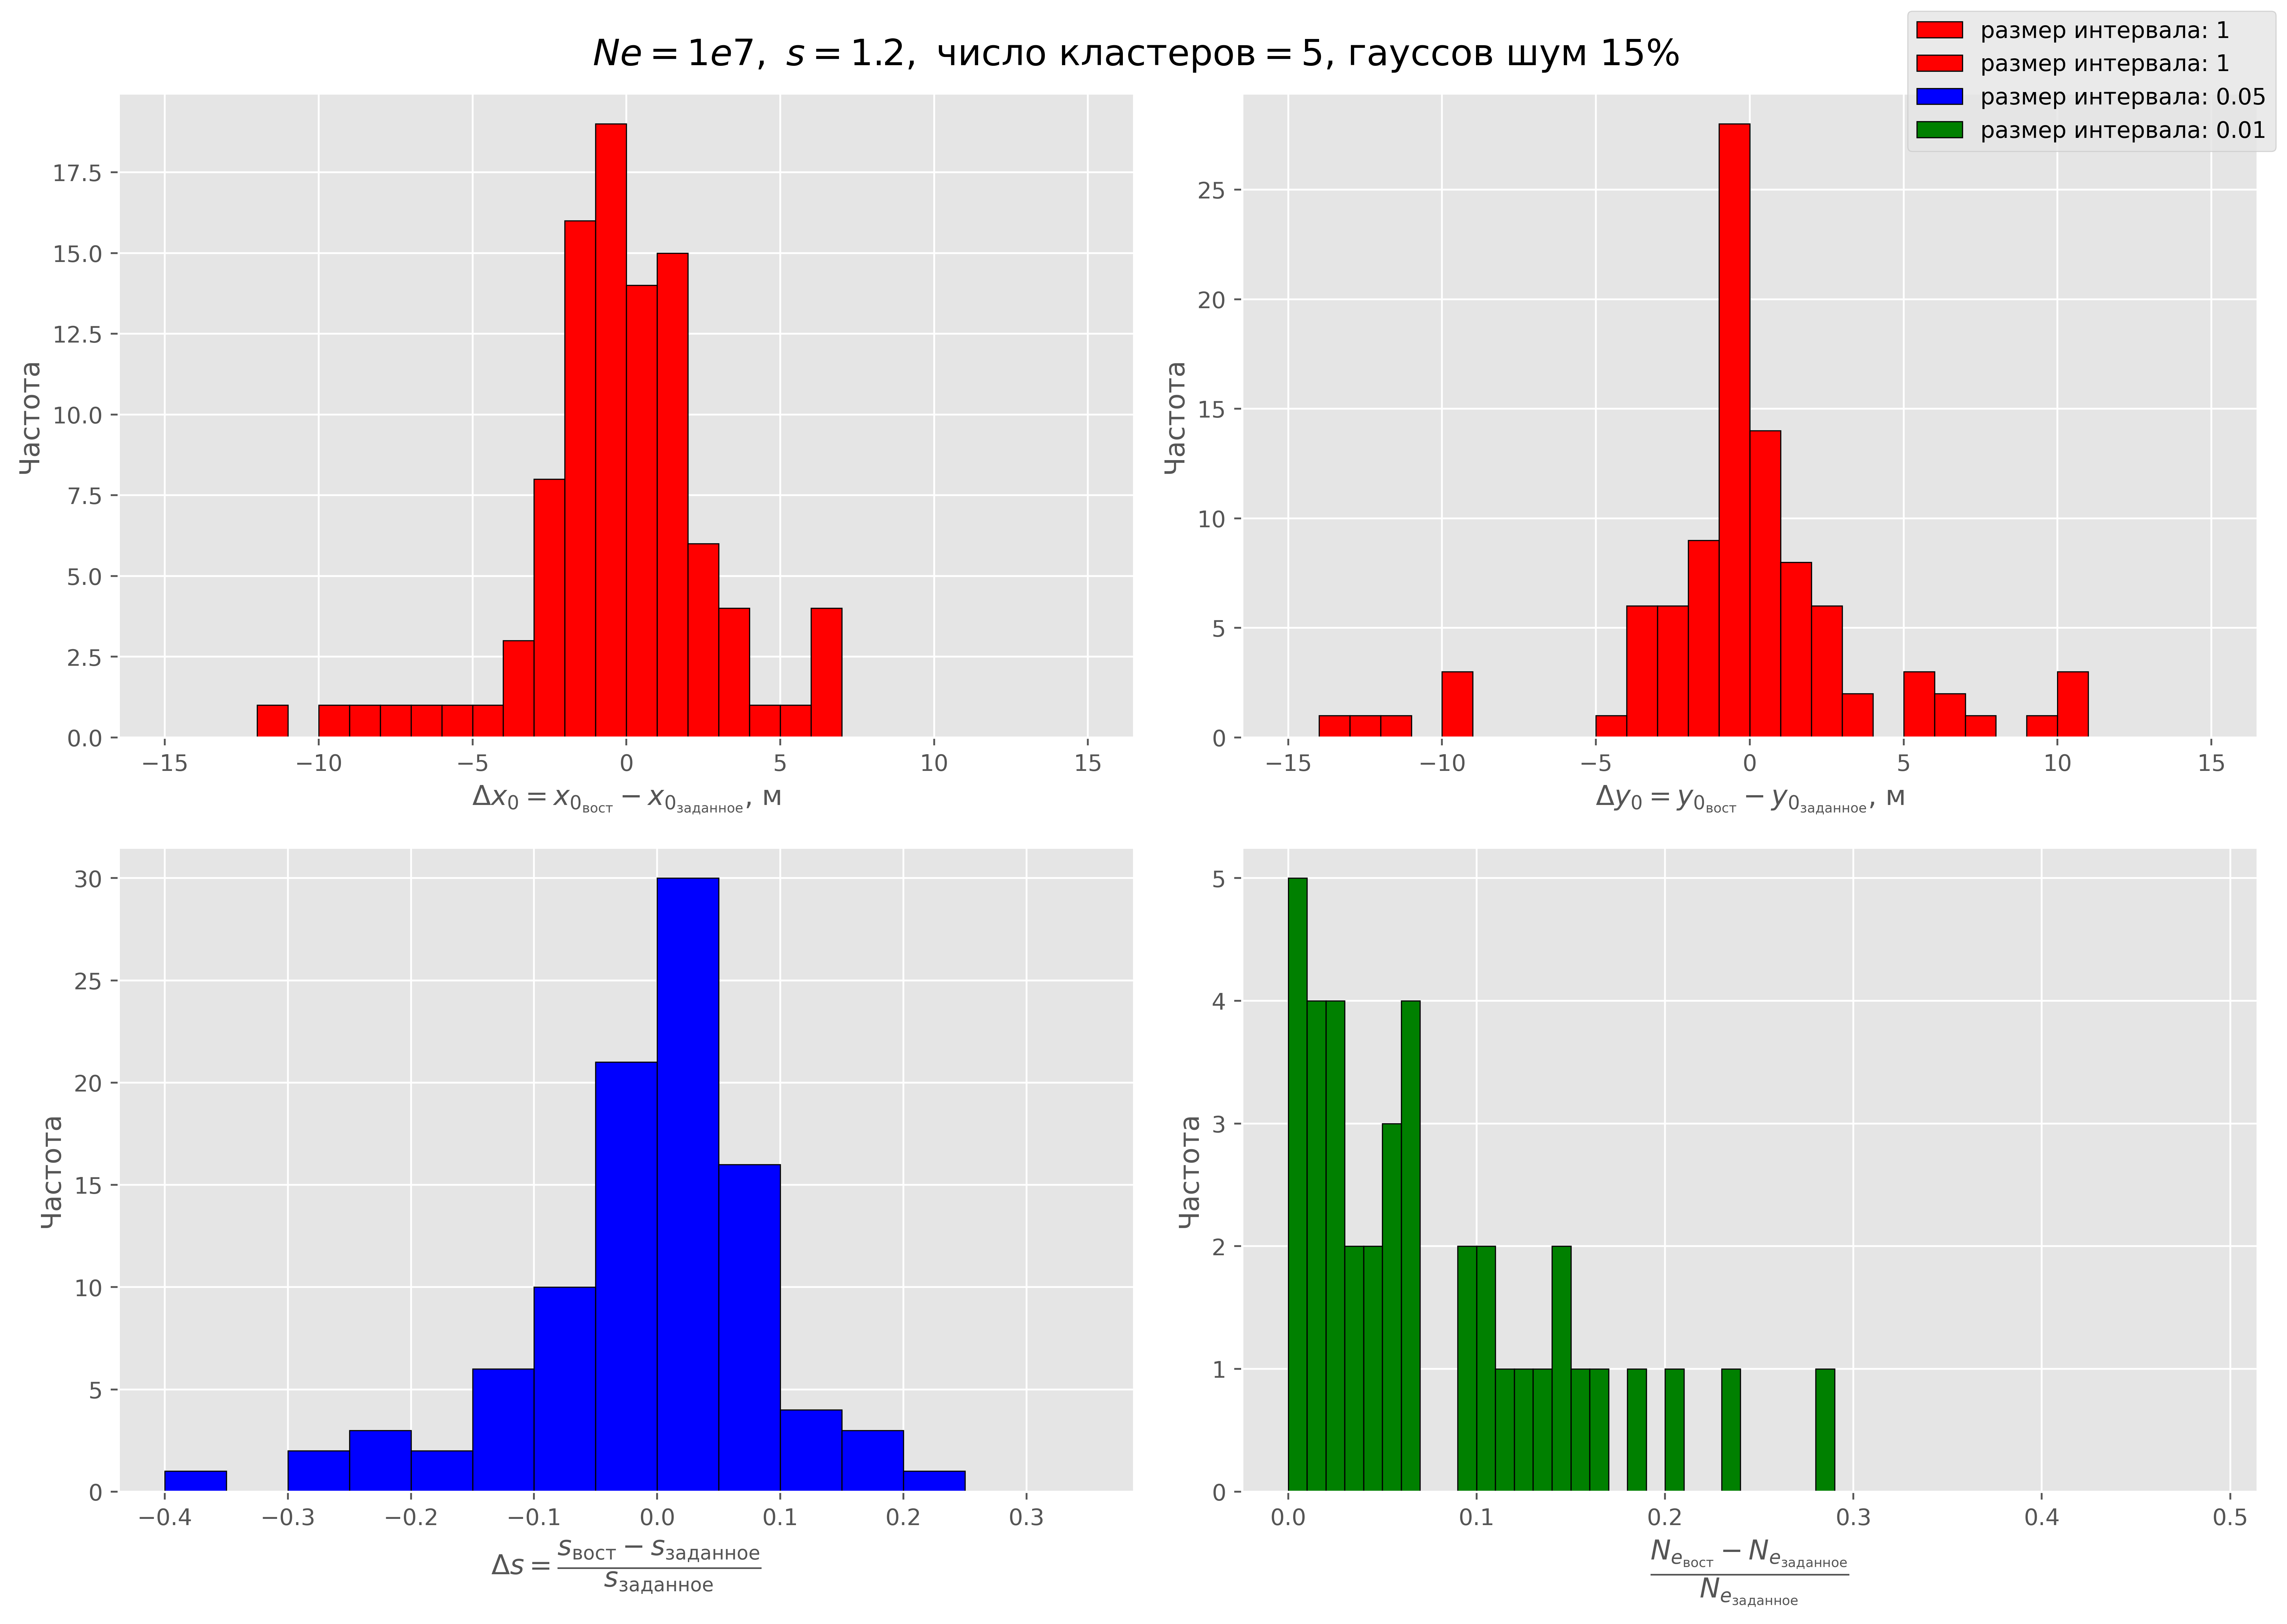 Ne = 1e7, s = 1.2, число кластеров = 5, гауссов шум 15%
размер интервала: 1
размер интервала: 1
размер интервала: 0.05
размер интервала: 0.01
Частота
17.5
15.0
12.5
10.0
7.5
5.0
2.5
0.0
−15 −10 −5 0 5 10 15
Δx₀ = x₀вост − x₀заданное, м
Частота
25
20
15
10
5
0
−15 −10 −5 0 5 10 15
Δy₀ = y₀вост − y₀заданное, м
Частота
30
25
20
15
10
5
0
−0.4 −0.3 −0.2 −0.1 0.0 0.1 0.2 0.3
sвост − sзаданное
Δs =
sзаданное
Частота
5
4
3
2
1
0
0.0 0.1 0.2 0.3 0.4 0.5
Neвост − Neзаданное
Neзаданное